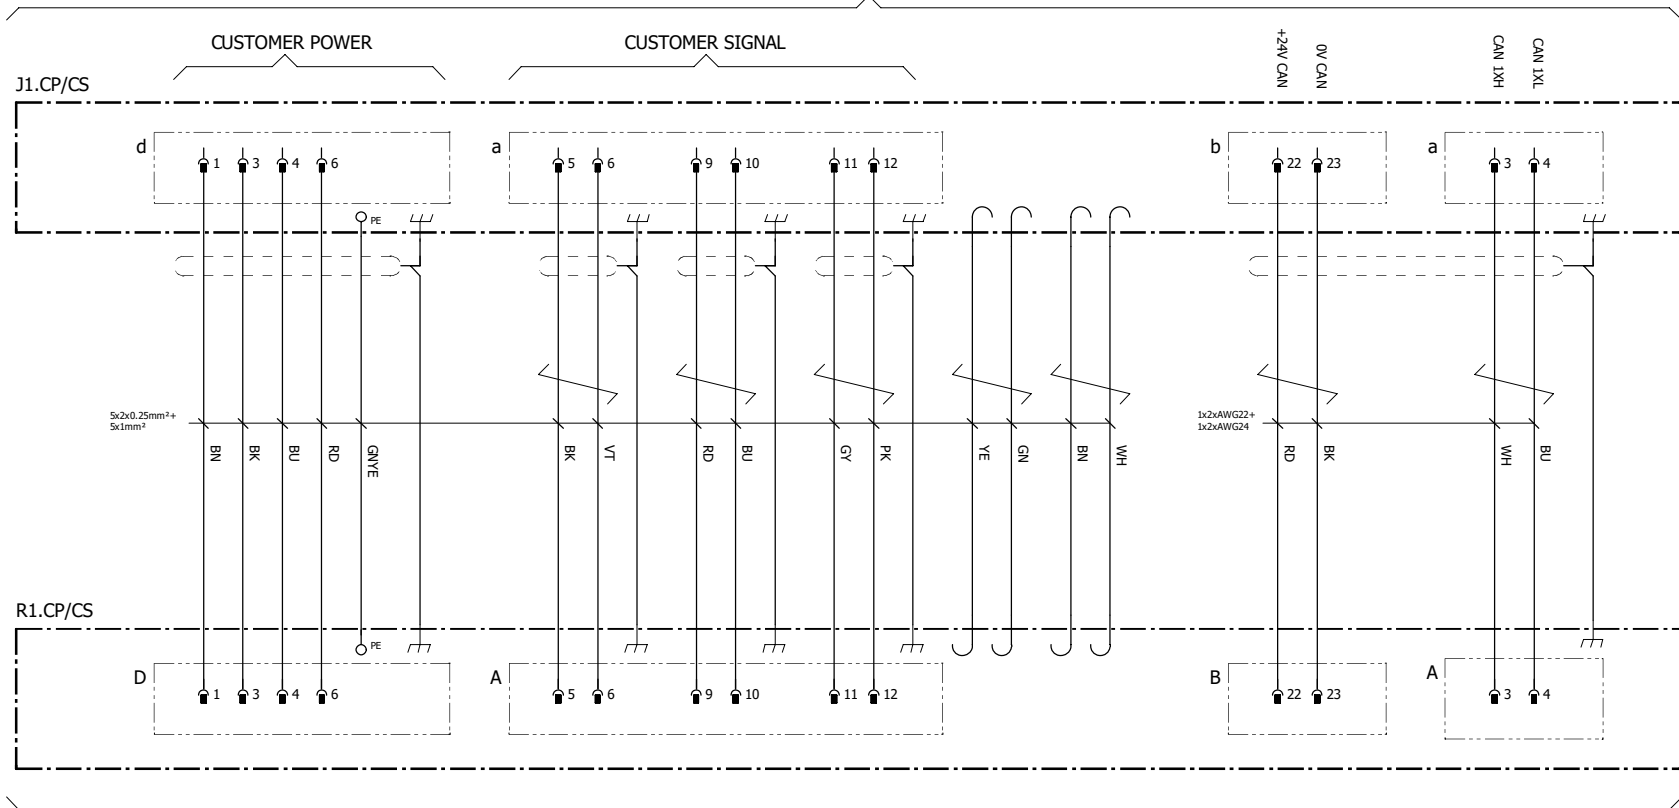 CUSTOMER POWER
CUSTOMER SIGNAL
+24V CAN
0V CAN
CAN 1XH
CAN 1XL
J1.CP/CS
d
1
3
4
6
a
5
6
9
10
11
12
b
22
23
a
3
4
PE
5x2x0.25mm²+
5x1mm²
1x2xAWG22+
1x2xAWG24
BN
BK
BU
RD
GNYE
BK
VT
RD
BU
GY
PK
YE
GN
BN
WH
RD
BK
WH
BU
R1.CP/CS
PE
D
1
3
4
6
A
5
6
9
10
11
12
B
22
23
A
3
4